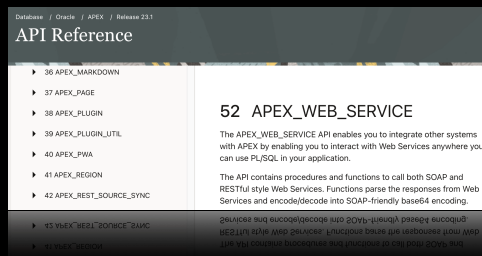 Database / Oracle / APEX / Release 23.1
API Reference
36 APEX_MARKDOWN
37 APEX_PAGE
38 APEX_PLUGIN
39 APEX_PLUGIN_UTIL
40 APEX_PWA
41 APEX_REGION
42 APEX_REST_SOURCE_SYNC
52 APEX_WEB_SERVICE
The APEX_WEB_SERVICE API enables you to integrate other systems
with APEX by enabling you to interact with Web Services anywhere you
can use PL/SQL in your application.
The API contains procedures and functions to call both SOAP and
RESTful style Web Services. Functions parse the responses from Web
Services and encode/decode into SOAP-friendly base64 encoding.